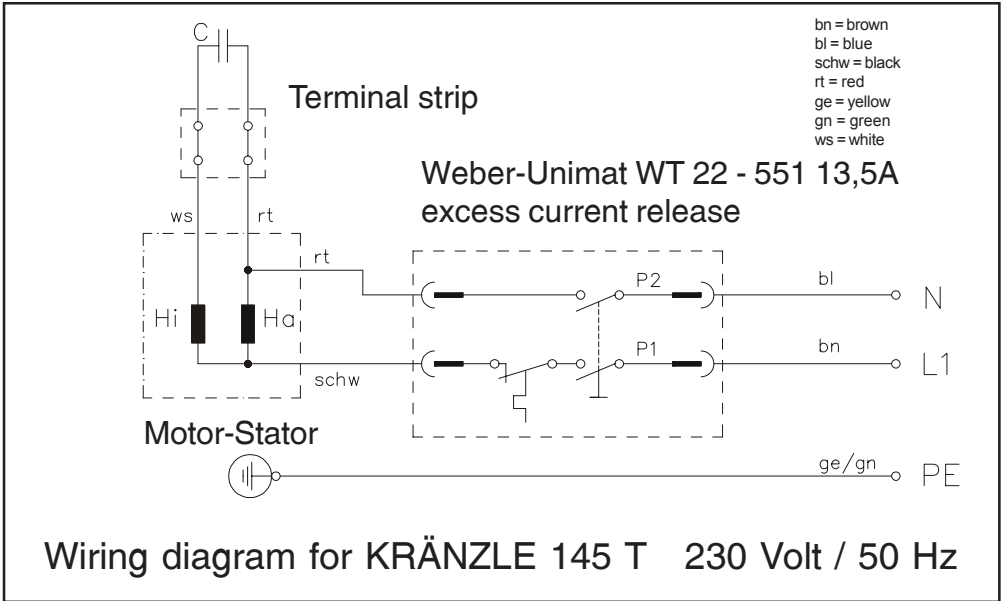 C
bn = brown
bl = blue
schw = black
rt = red
ge = yellow
gn = green
ws = white
Terminal strip
Weber-Unimat WT 22 - 551 13,5A
excess current release
ws
rt
rt
P2
bl
N
Hi
Ha
P1
bn
L1
schw
Motor-Stator
ge/gn
PE
Wiring diagram for KRÄNZLE 145 T 230 Volt / 50 Hz